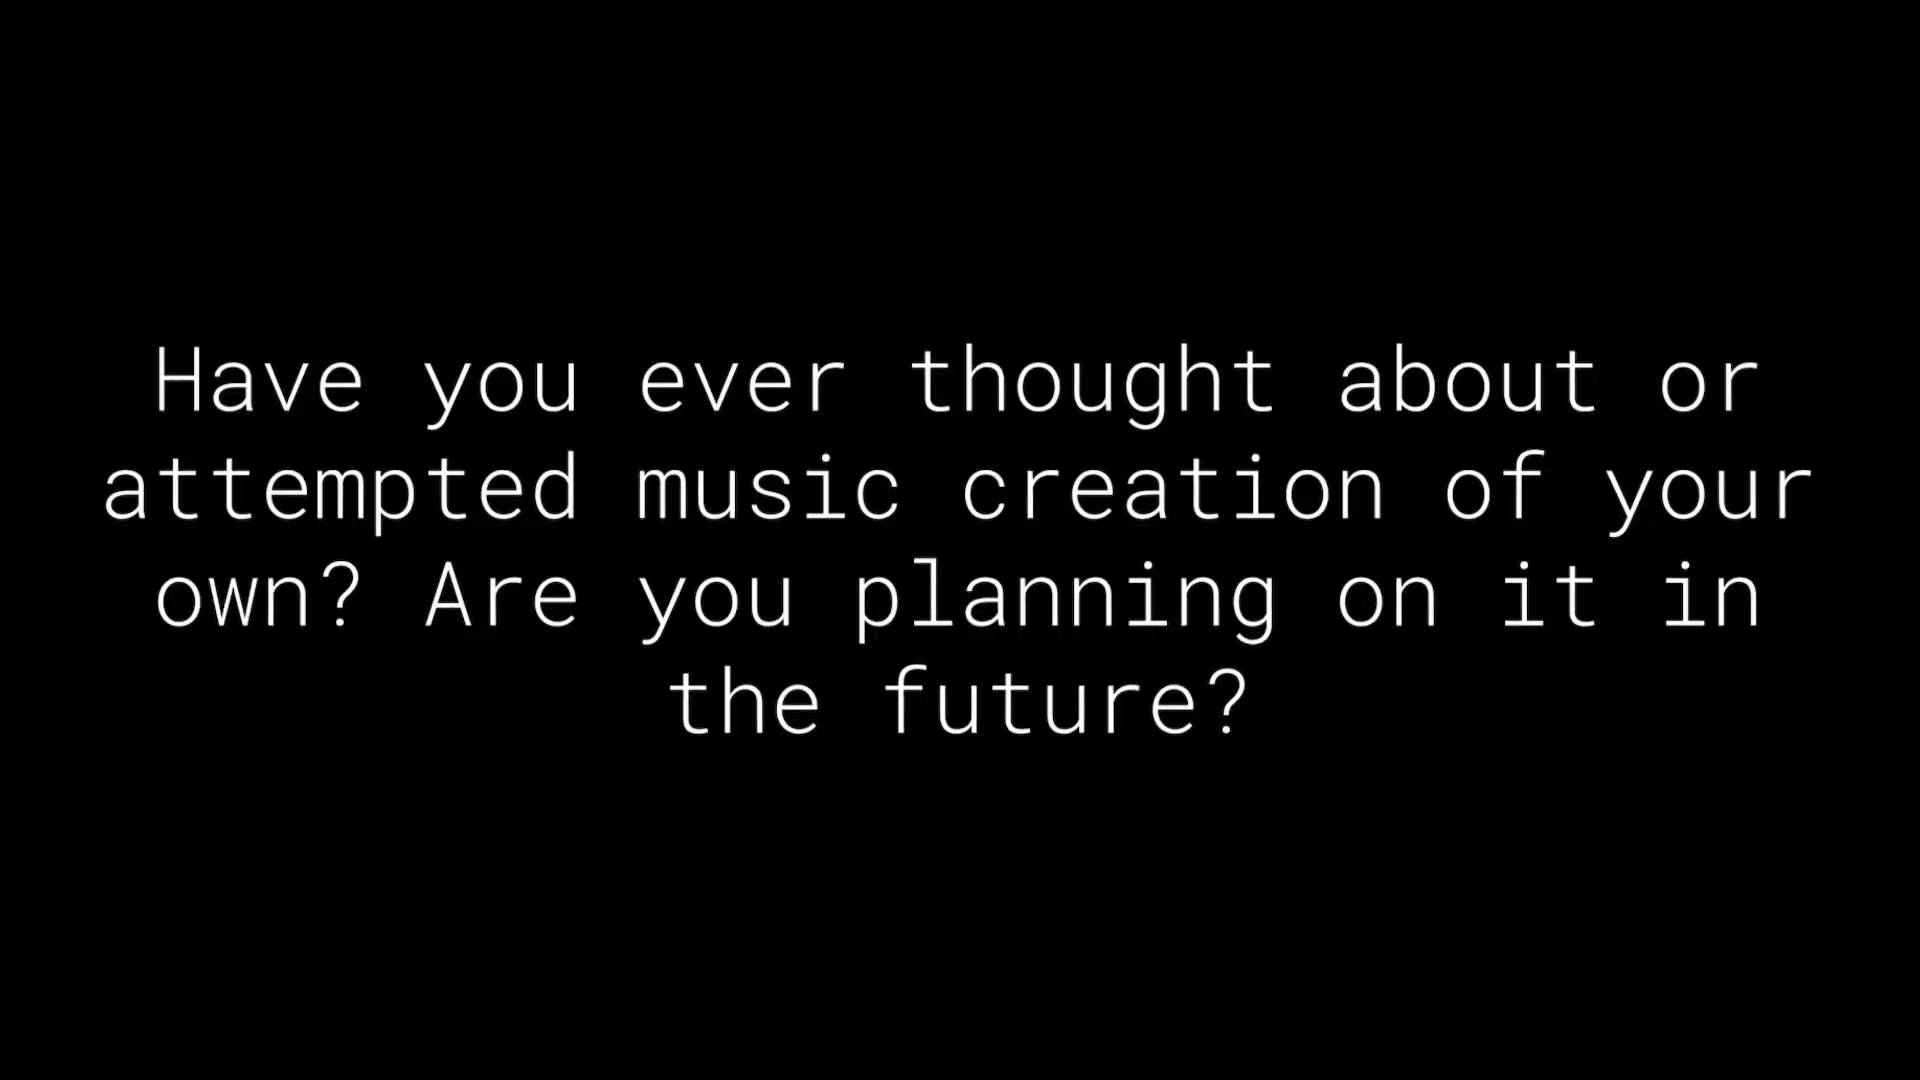 Have you ever thought about or
attempted music creation of your
own? Are you planning on it in
the future?